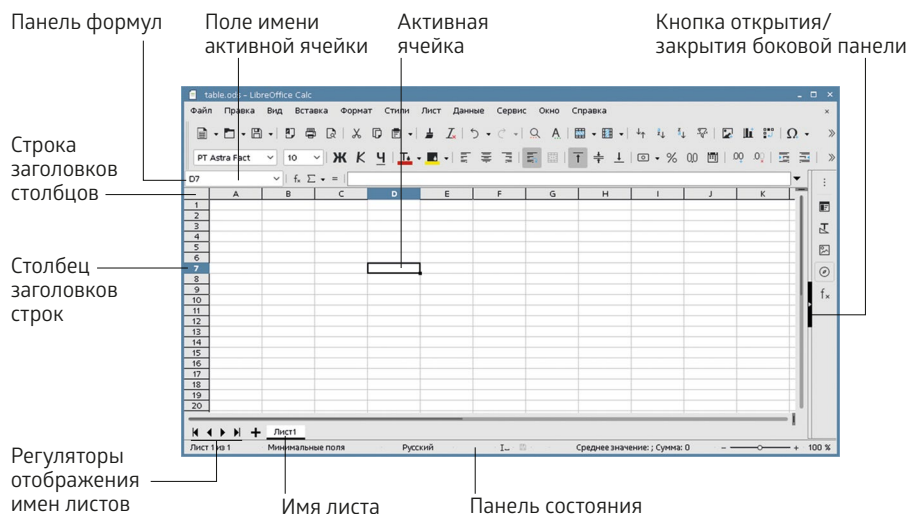 Панель формул
Поле имени
активной ячейки
Активная
ячейка
Кнопка открытия/
закрытия боковой панели
table.ods – LibreOffice Calc
Файл Правка Вид Вставка Формат Стили Лист Данные Сервис Окно Справка
Строка
заголовков
столбцов
PT Astra Fact 10 Ж К Ч
D7
A B C D E F G H I J K
1
2
3
4
5
6
7
8
9
10
11
12
13
14
15
16
17
18
19
20
Столбец
заголовков
строк
Лист1
Лист 1 из 1 Минимальные поля Русский Среднее значение: ; Сумма: 0 100 %
Регуляторы
отображения
имен листов
Имя листа
Панель состояния